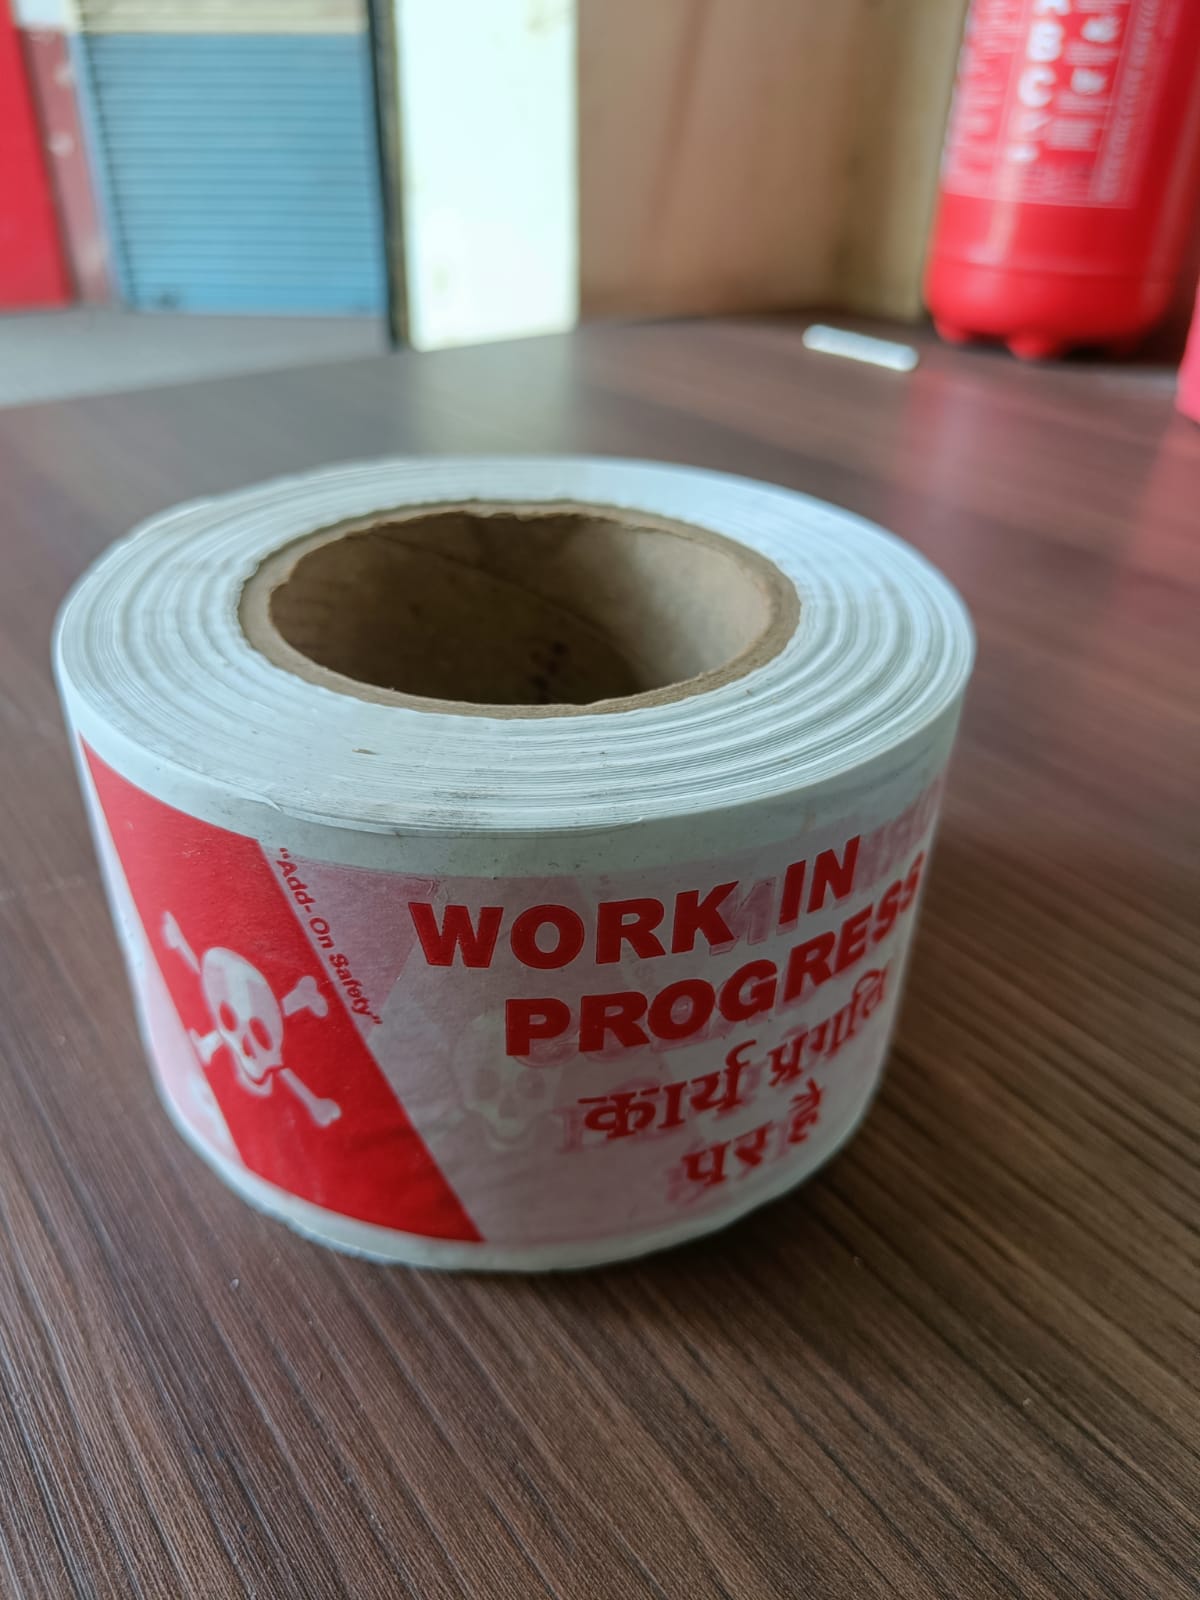 "Add-On Safety"
WORK IN
PROGRESS
कार्य प्रगति
पर है
A
B
C